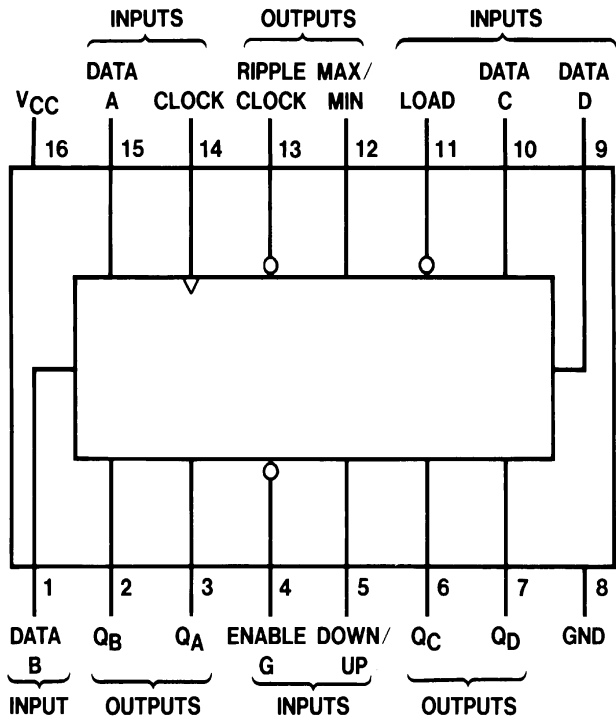 INPUTS OUTPUTS INPUTS
DATA RIPPLE MAX/ DATA DATA
VCC A CLOCK CLOCK MIN LOAD C D
16 15 14 13 12 11 10 9
1 2 3 4 5 6 7 8
DATA QB QA ENABLE DOWN/ QC QD GND
B G UP
INPUT OUTPUTS INPUTS OUTPUTS